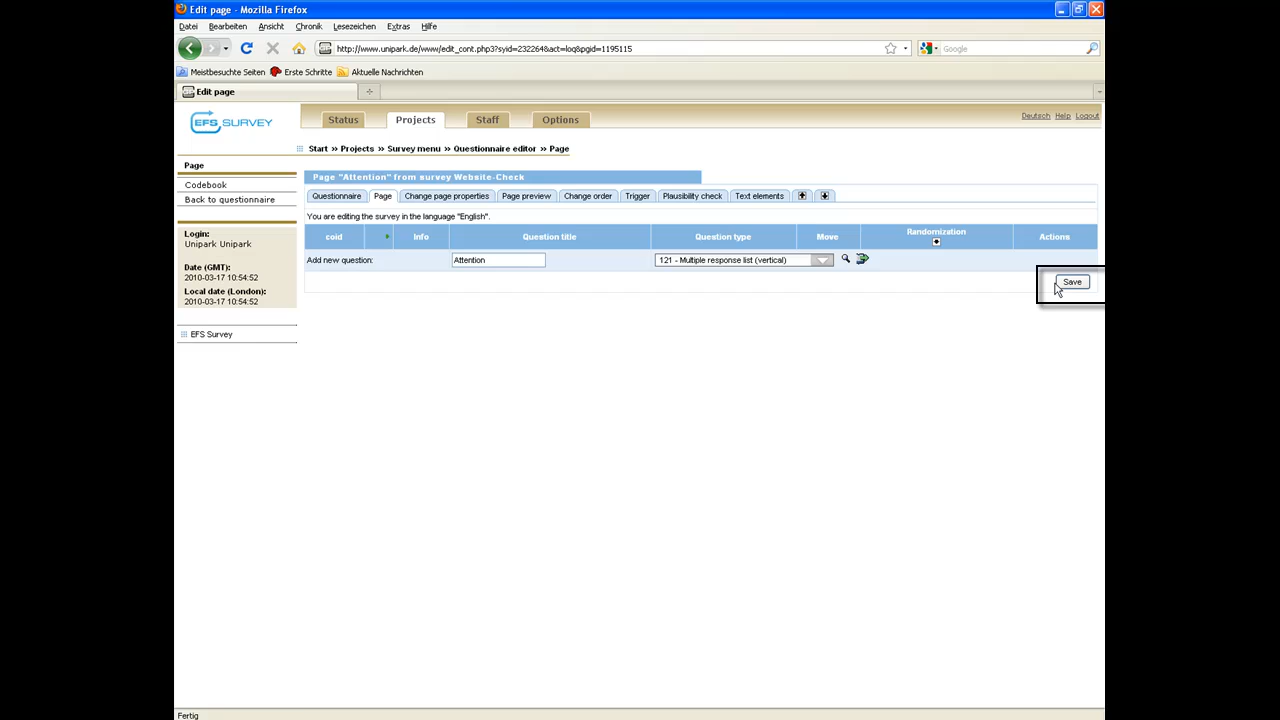 Edit page - Mozilla Firefox
Datei Bearbeiten Ansicht Chronik Lesezeichen Extras Hilfe
http://www.unipark.de/www/edit_cont.php3?syid=232264&act=loq&pgid=1195115
Google
Meistbesuchte Seiten Erste Schritte Aktuelle Nachrichten
Edit page
EFS SURVEY
Status Projects Staff Options
Deutsch Help Logout
Start » Projects » Survey menu » Questionnaire editor » Page
Page
Codebook
Back to questionnaire
Login:
Unipark Unipark
Date (GMT):
2010-03-17 10:54:52
Local date (London):
2010-03-17 10:54:52
EFS Survey
Page "Attention" from survey Website-Check
Questionnaire Page Change page properties Page preview Change order Trigger Plausibility check Text elements
You are editing the survey in the language "English".
coid Info Question title Question type Move Randomization Actions
Add new question: Attention 121 - Multiple response list (vertical)
Save
Fertig